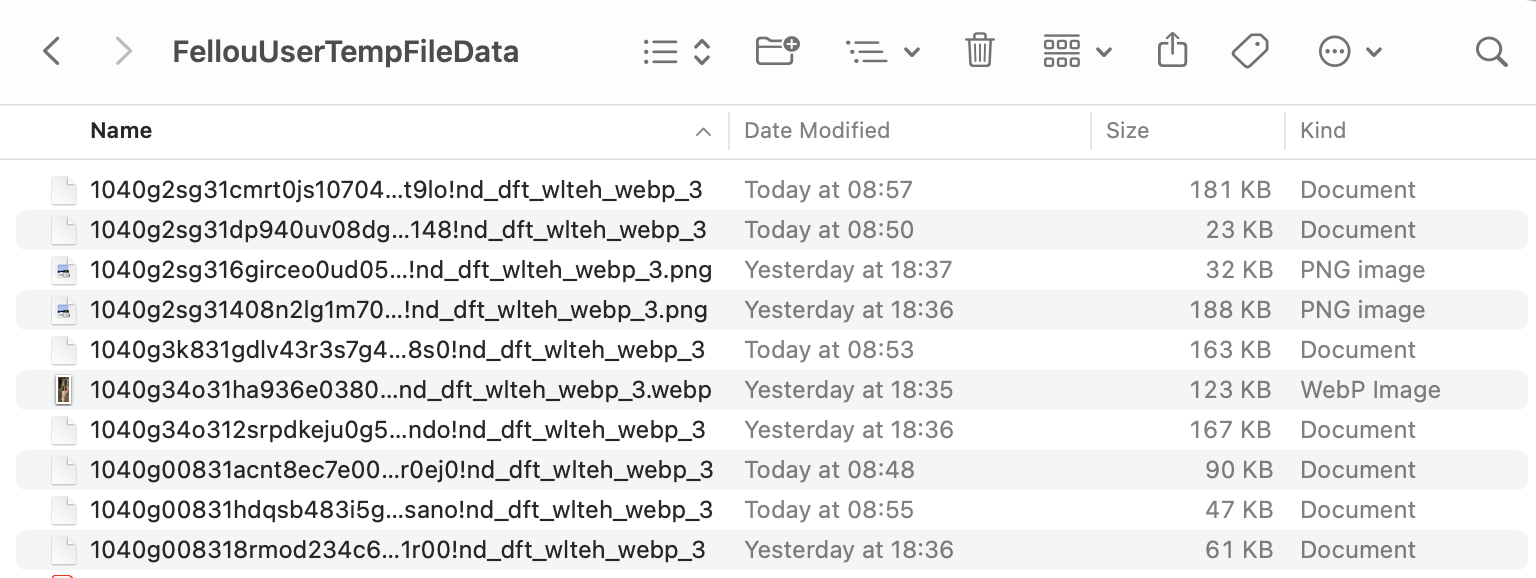 FellouUserTempFileData
Name Date Modified Size Kind
1040g2sg31cmrt0js10704...t9lo!nd_dft_wlteh_webp_3 Today at 08:57 181 KB Document
1040g2sg31dp940uv08dg...148!nd_dft_wlteh_webp_3 Today at 08:50 23 KB Document
1040g2sg316girceo0ud05...!nd_dft_wlteh_webp_3.png Yesterday at 18:37 32 KB PNG image
1040g2sg31408n2lg1m70...!nd_dft_wlteh_webp_3.png Yesterday at 18:36 188 KB PNG image
1040g3k831gdlv43r3s7g4...8s0!nd_dft_wlteh_webp_3 Today at 08:53 163 KB Document
1040g34o31ha936e0380...nd_dft_wlteh_webp_3.webp Yesterday at 18:35 123 KB WebP Image
1040g34o312srpdkeju0g5...ndo!nd_dft_wlteh_webp_3 Yesterday at 18:36 167 KB Document
1040g00831acnt8ec7e00...r0ej0!nd_dft_wlteh_webp_3 Today at 08:48 90 KB Document
1040g00831hdqsb483i5g...sano!nd_dft_wlteh_webp_3 Today at 08:55 47 KB Document
1040g008318rmod234c6...1r00!nd_dft_wlteh_webp_3 Yesterday at 18:36 61 KB Document